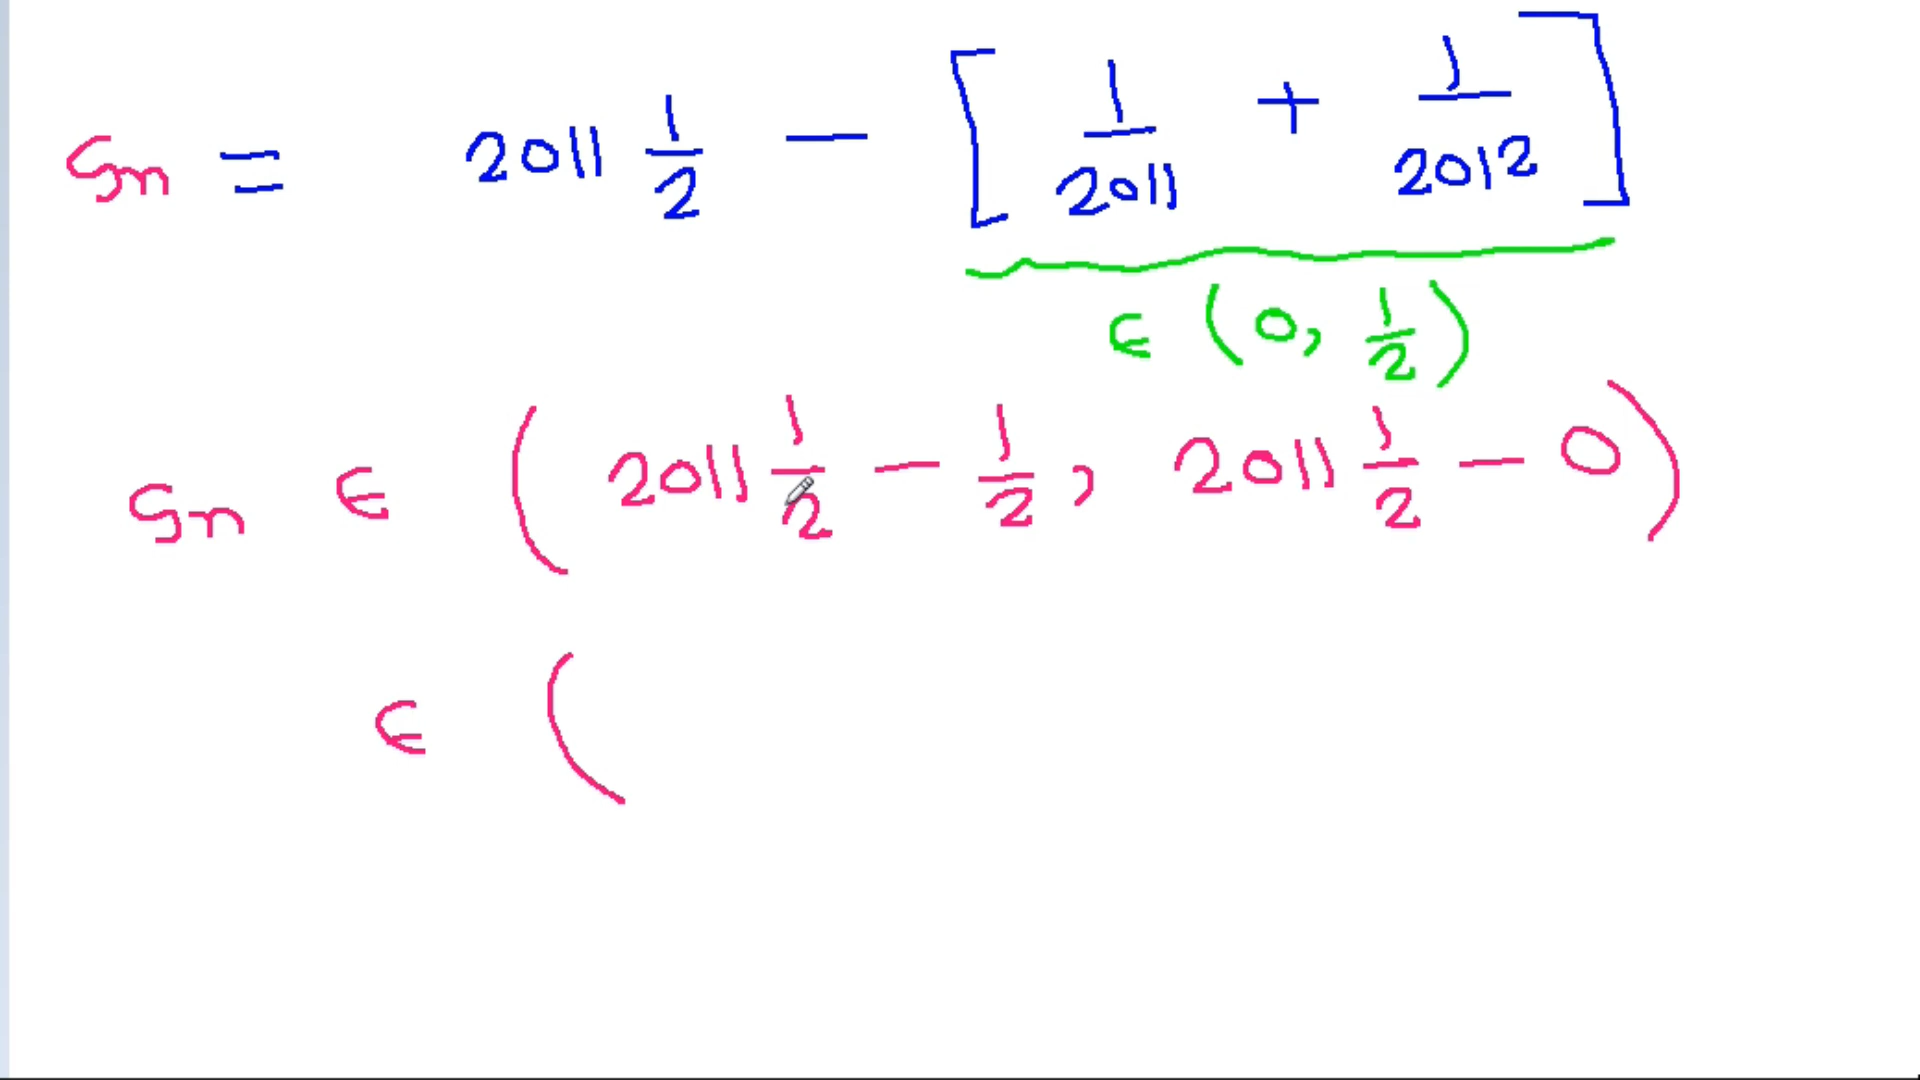 Sn = 2011 1/2 - [ 1/2011 + 1/2012 ]
∈ (0, 1/2)
Sn ∈ ( 2011 1/2 - 1/2, 2011 1/2 - 0 )
∈ (